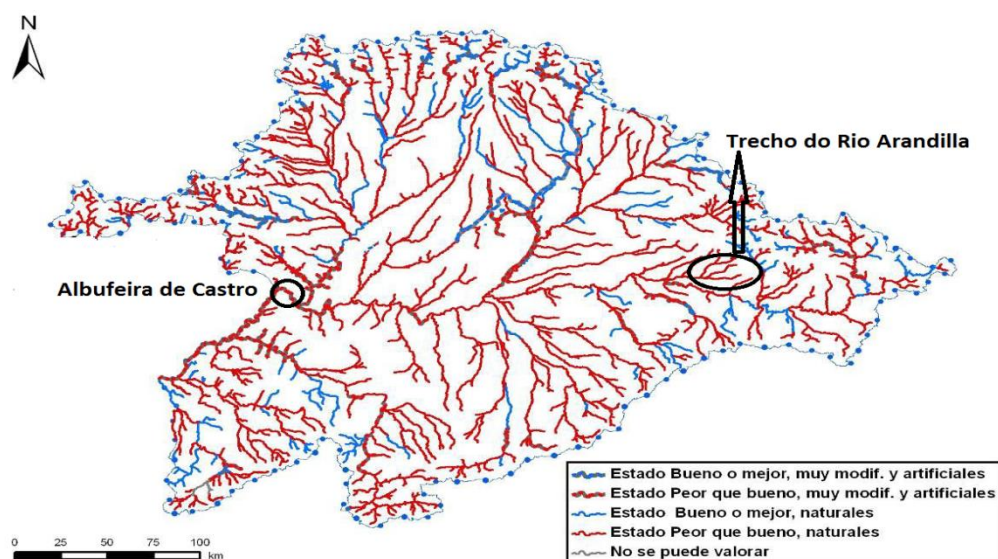 N
Trecho do Rio Arandilla
Albufeira de Castro
Estado Bueno o mejor, muy modif. y artificiales
Estado Peor que bueno, muy modif. y artificiales
Estado Bueno o mejor, naturales
Estado Peor que bueno, naturales
No se puede valorar
0 25 50 75 100
km